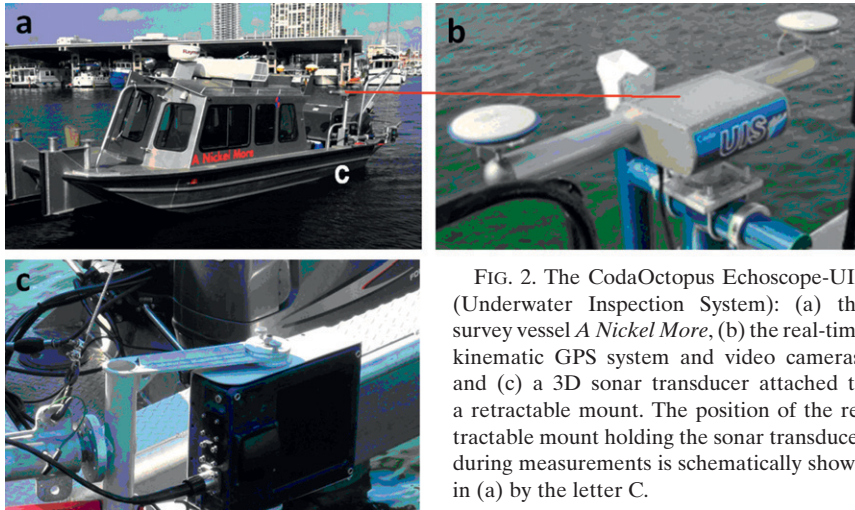 a
b
A Nickel More
C
Coda
UIS
c
FIG. 2. The CodaOctopus Echoscope-UI
(Underwater Inspection System): (a) th
survey vessel A Nickel More, (b) the real-tim
kinematic GPS system and video cameras
and (c) a 3D sonar transducer attached t
a retractable mount. The position of the re
tractable mount holding the sonar transduce
during measurements is schematically show
in (a) by the letter C.